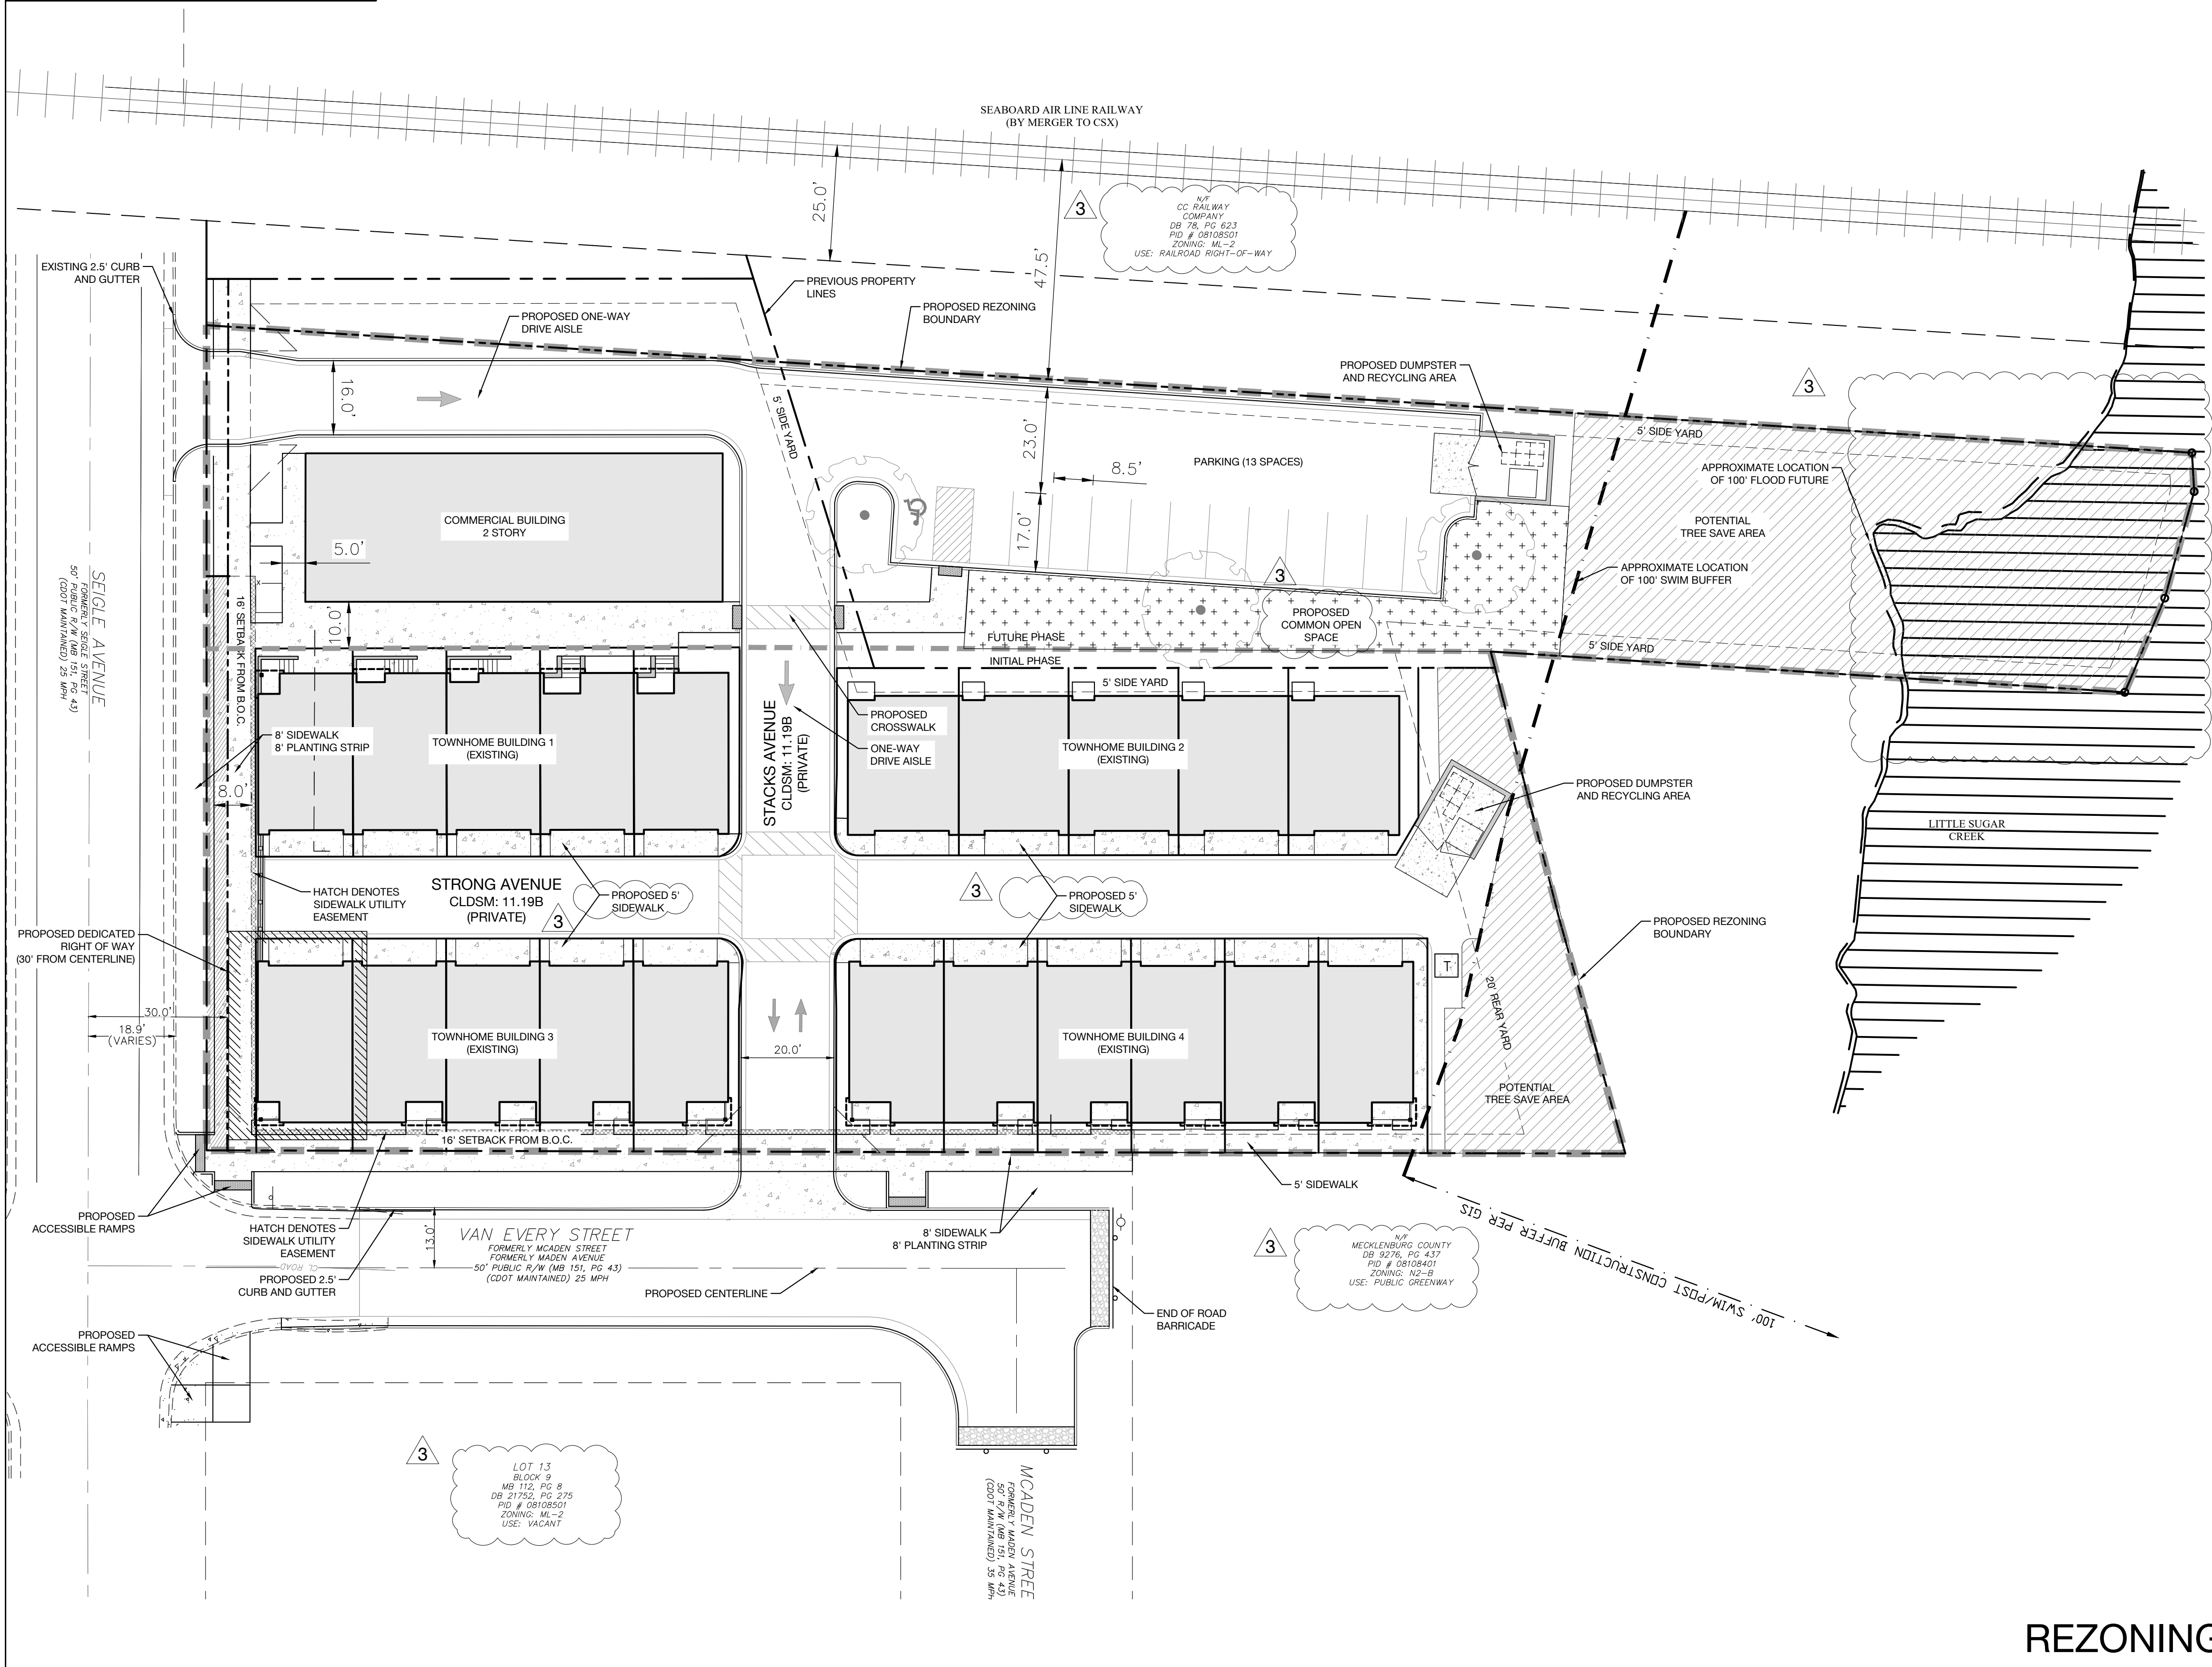 SEABOARD AIR LINE RAILWAY
(BY MERGER TO CSX)
25.0'
47.5'
3
N/F
CC RAILWAY
COMPANY
DB 78, PG 623
PID # 08108S01
ZONING: ML-2
USE: RAILROAD RIGHT-OF-WAY
EXISTING 2.5' CURB
AND GUTTER
PREVIOUS PROPERTY
LINES
PROPOSED REZONING
BOUNDARY
PROPOSED ONE-WAY
DRIVE AISLE
PROPOSED DUMPSTER
AND RECYCLING AREA
3
16.0'
5' SIDE YARD
23.0'
8.5'
PARKING (13 SPACES)
5' SIDE YARD
APPROXIMATE LOCATION
OF 100' FLOOD FUTURE
COMMERCIAL BUILDING
2 STORY
5.0'
17.0'
POTENTIAL
TREE SAVE AREA
APPROXIMATE LOCATION
OF 100' SWIM BUFFER
3
SEIGLE AVENUE
FORMERLY SEIGLE STREET
50' PUBLIC R/W (MB 151, PG 43)
(CDOT MAINTAINED) 25 MPH
X
16' SETBACK FROM B.O.C.
10.0'
PROPOSED
COMMON OPEN
SPACE
FUTURE PHASE
INITIAL PHASE
5' SIDE YARD
5' SIDE YARD
8' SIDEWALK
8' PLANTING STRIP
8.0'
TOWNHOME BUILDING 1
(EXISTING)
STACKS AVENUE
CLDSM: 11.19B
(PRIVATE)
PROPOSED
CROSSWALK
ONE-WAY
DRIVE AISLE
TOWNHOME BUILDING 2
(EXISTING)
PROPOSED DUMPSTER
AND RECYCLING AREA
LITTLE SUGAR
CREEK
HATCH DENOTES
SIDEWALK UTILITY
EASEMENT
STRONG AVENUE
CLDSM: 11.19B
(PRIVATE)
3
PROPOSED 5'
SIDEWALK
3
PROPOSED 5'
SIDEWALK
PROPOSED REZONING
BOUNDARY
PROPOSED DEDICATED
RIGHT OF WAY
(30' FROM CENTERLINE)
T
20' REAR YARD
30.0'
18.9'
(VARIES)
TOWNHOME BUILDING 3
(EXISTING)
20.0'
TOWNHOME BUILDING 4
(EXISTING)
POTENTIAL
TREE SAVE AREA
16' SETBACK FROM B.O.C.
5' SIDEWALK
PROPOSED
ACCESSIBLE RAMPS
HATCH DENOTES
SIDEWALK UTILITY
EASEMENT
13.0'
VAN EVERY STREET
FORMERLY MCADEN STREET
FORMERLY MADEN AVENUE
50' PUBLIC R/W (MB 151, PG 43)
(CDOT MAINTAINED) 25 MPH
8' SIDEWALK
8' PLANTING STRIP
3
N/F
MECKLENBURG COUNTY
DB 9276, PG 437
PID # 08108401
ZONING: N2-B
USE: PUBLIC GREENWAY
100' SWIM/POST CONSTRUCTION BUFFER PER GIS
CL ROAD
PROPOSED 2.5'
CURB AND GUTTER
PROPOSED CENTERLINE
END OF ROAD
BARRICADE
PROPOSED
ACCESSIBLE RAMPS
3
LOT 13
BLOCK 9
MB 112, PG 8
DB 21752, PG 275
PID # 08108501
ZONING: ML-2
USE: VACANT
MCADEN STREE
FORMERLY MADEN AVENUE
50' R/W (MB 151, PG 43)
(CDOT MAINTAINED) 35 MPH
REZONING